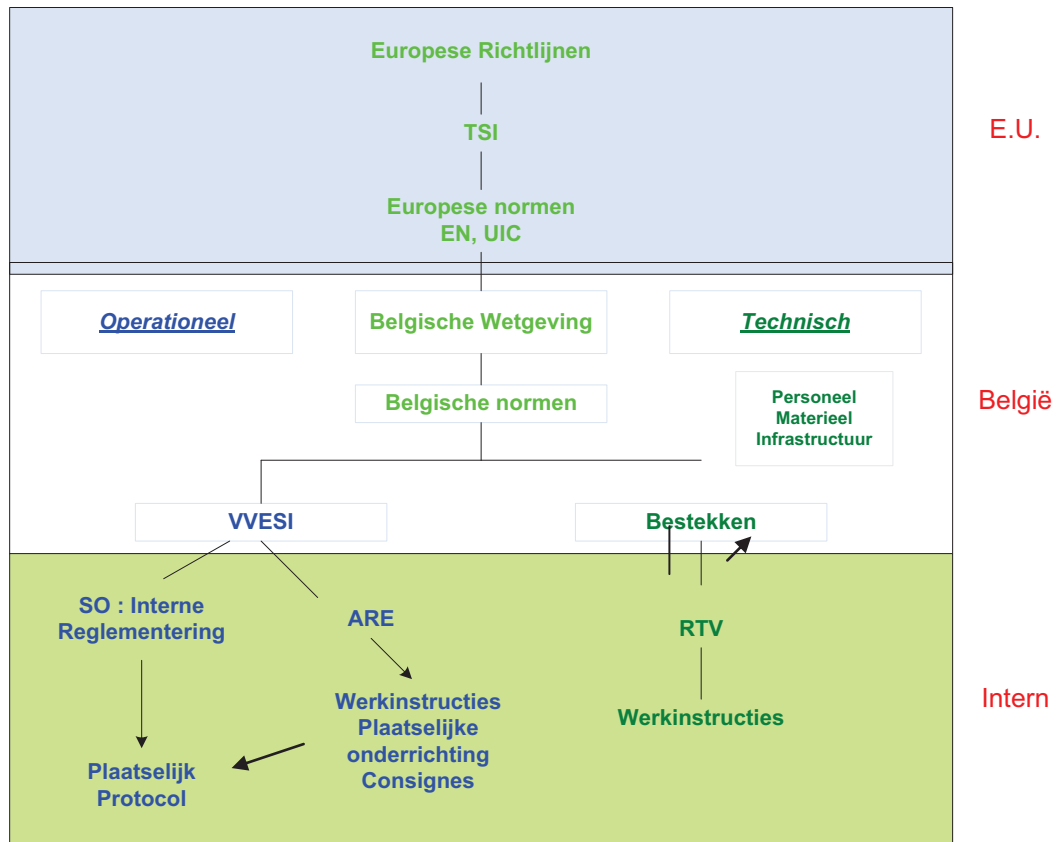 Europese Richtlijnen
TSI
E.U.
Europese normen
EN, UIC
Operationeel
Belgische Wetgeving
Technisch
Belgische normen
Personeel
Materieel
Infrastructuur
België
VVESI
Bestekken
SO : Interne
Reglementering
ARE
RTV
Werkinstructies
Plaatselijke
onderrichting
Consignes
Werkinstructies
Intern
Plaatselijk
Protocol